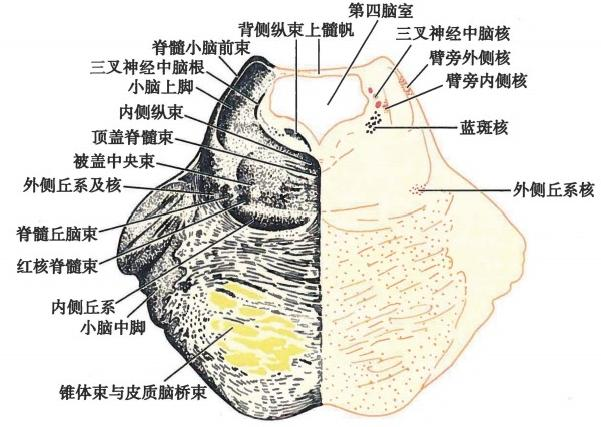 第四脑室
背侧纵束上髓帆
三叉神经中脑核
脊髓小脑前束
臂旁外侧核
三叉神经中脑根
臂旁内侧核
小脑上脚
内侧纵束
蓝斑核
顶盖脊髓束
被盖中央束
外侧丘系及核
外侧丘系核
脊髓丘脑束
红核脊髓束
内侧丘系
小脑中脚
锥体束与皮质脑桥束